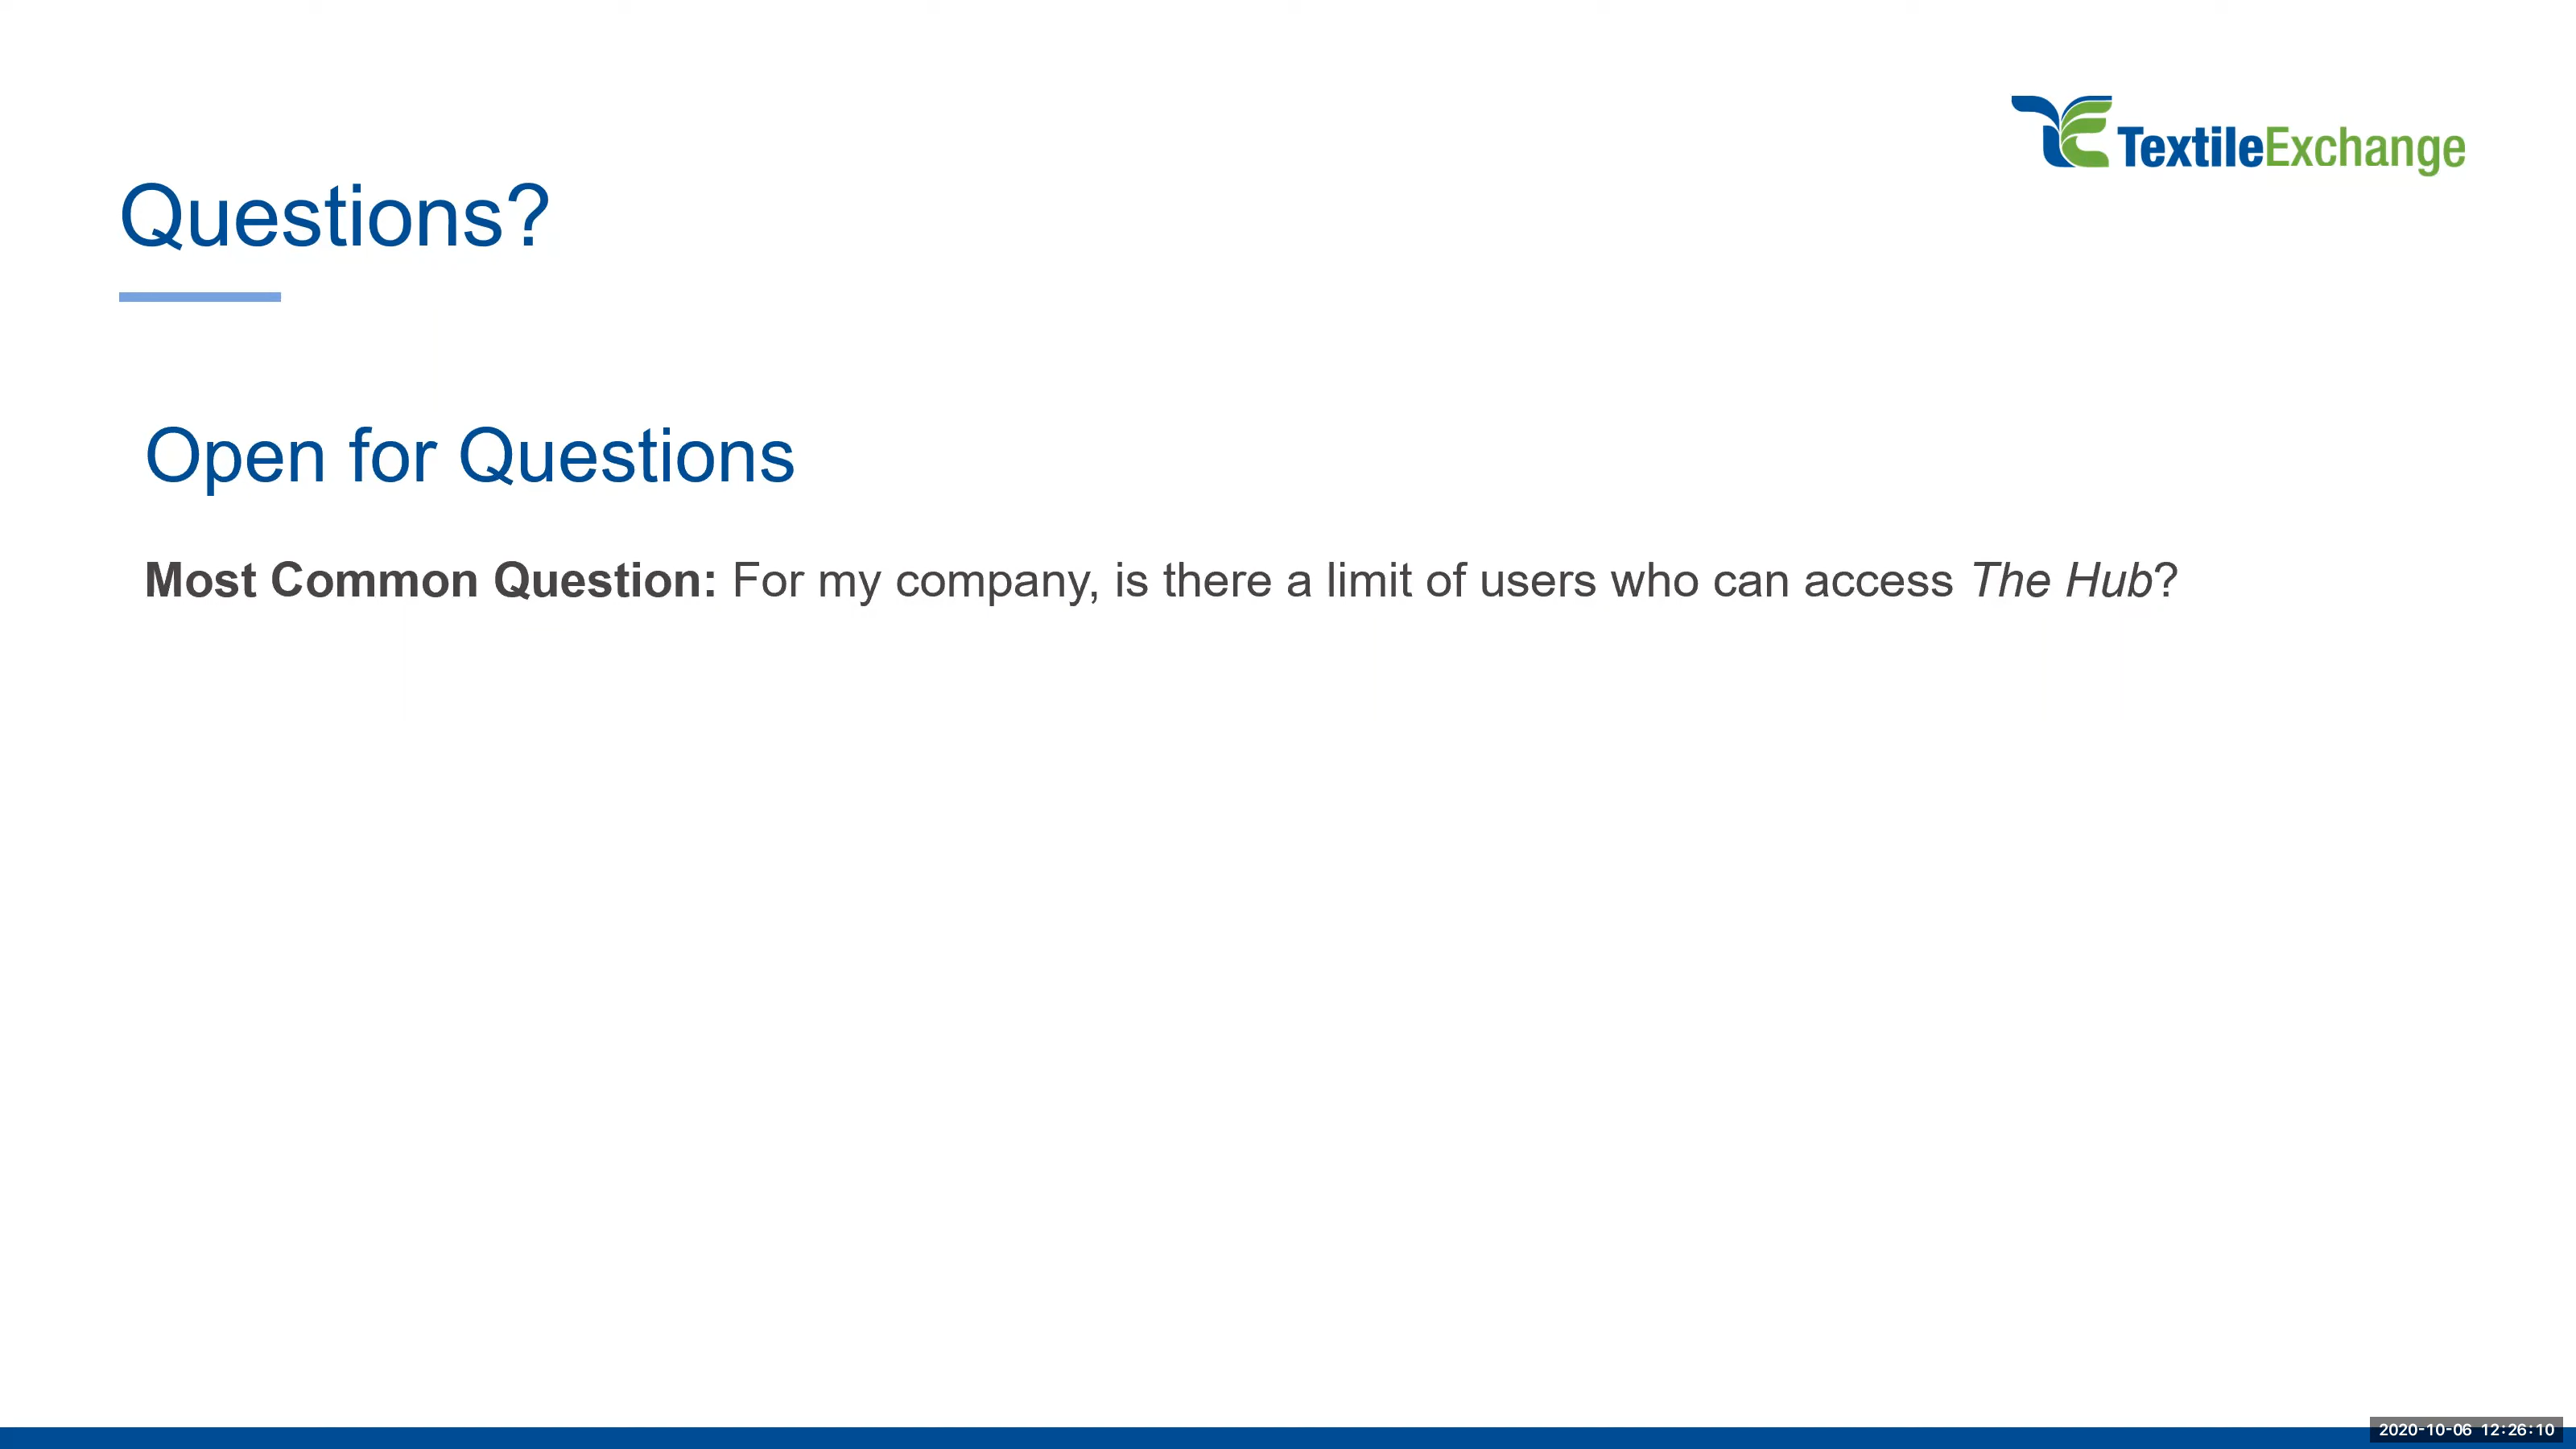 TextileExchange
Questions?
Open for Questions
Most Common Question: For my company, is there a limit of users who can access The Hub?
2020-10-06 12:26:10